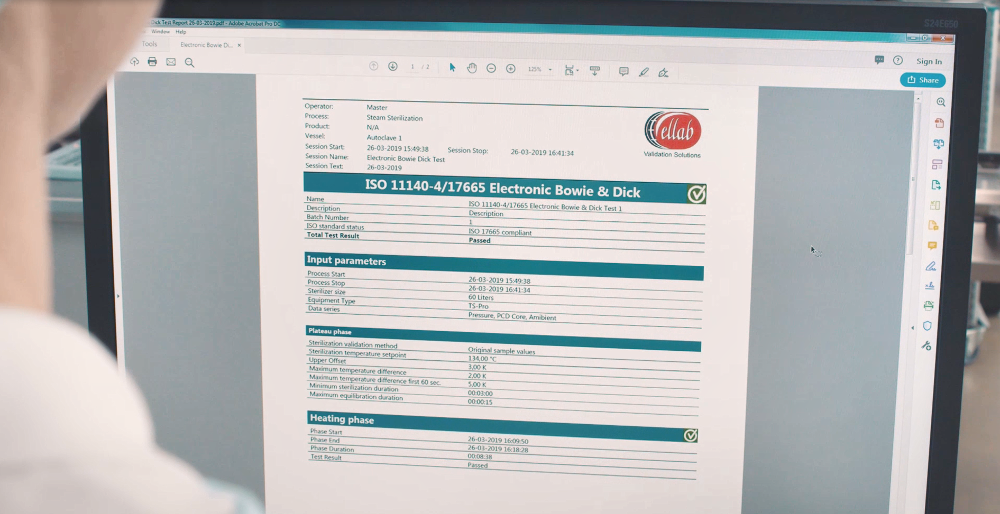 Dick Test Report 26-03-2019.pdf - Adobe Acrobat Pro DC
Window Help
Tools Electronic Bowie Di... ×
1 / 2 125%
Sign In
Share
S24E650
Operator: Master
Process: Steam Sterilization
Product: N/A
Vessel: Autoclave 1
Session Start: 26-03-2019 15:49:38 Session Stop: 26-03-2019 16:41:34
Session Name: Electronic Bowie Dick Test
Session Text: 26-03-2019
ellab
Validation Solutions
ISO 11140-4/17665 Electronic Bowie & Dick
Name ISO 11140-4/17665 Electronic Bowie & Dick Test 1
Description Description
Batch Number 1
ISO standard status ISO 17665 compliant
Total Test Result Passed
Input parameters
Process Start 26-03-2019 15:49:38
Process Stop 26-03-2019 16:41:34
Sterilizer size 60 Liters
Equipment Type TS-Pro
Data series Pressure, PCD Core, Amibient
Plateau phase
Sterilization validation method Original sample values
Sterilization temperature setpoint 134,00 °C
Upper Offset 3,00 K
Maximum temperature difference 2,00 K
Maximum temperature difference first 60 sec. 5,00 K
Minimum sterilization duration 00:03:00
Maximum equilibration duration 00:00:15
Heating phase
Phase Start 26-03-2019 16:09:50
Phase End 26-03-2019 16:18:28
Phase Duration 00:08:38
Test Result Passed